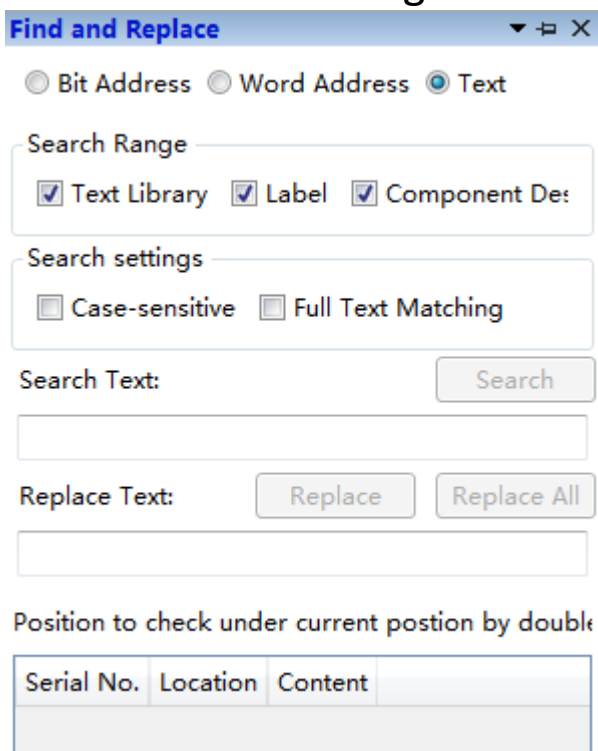 Find and Replace
Bit Address Word Address Text
Search Range
Text Library Label Component Des
Search settings
Case-sensitive Full Text Matching
Search Text: Search
Replace Text: Replace Replace All
Position to check under current postion by double
Serial No. Location Content